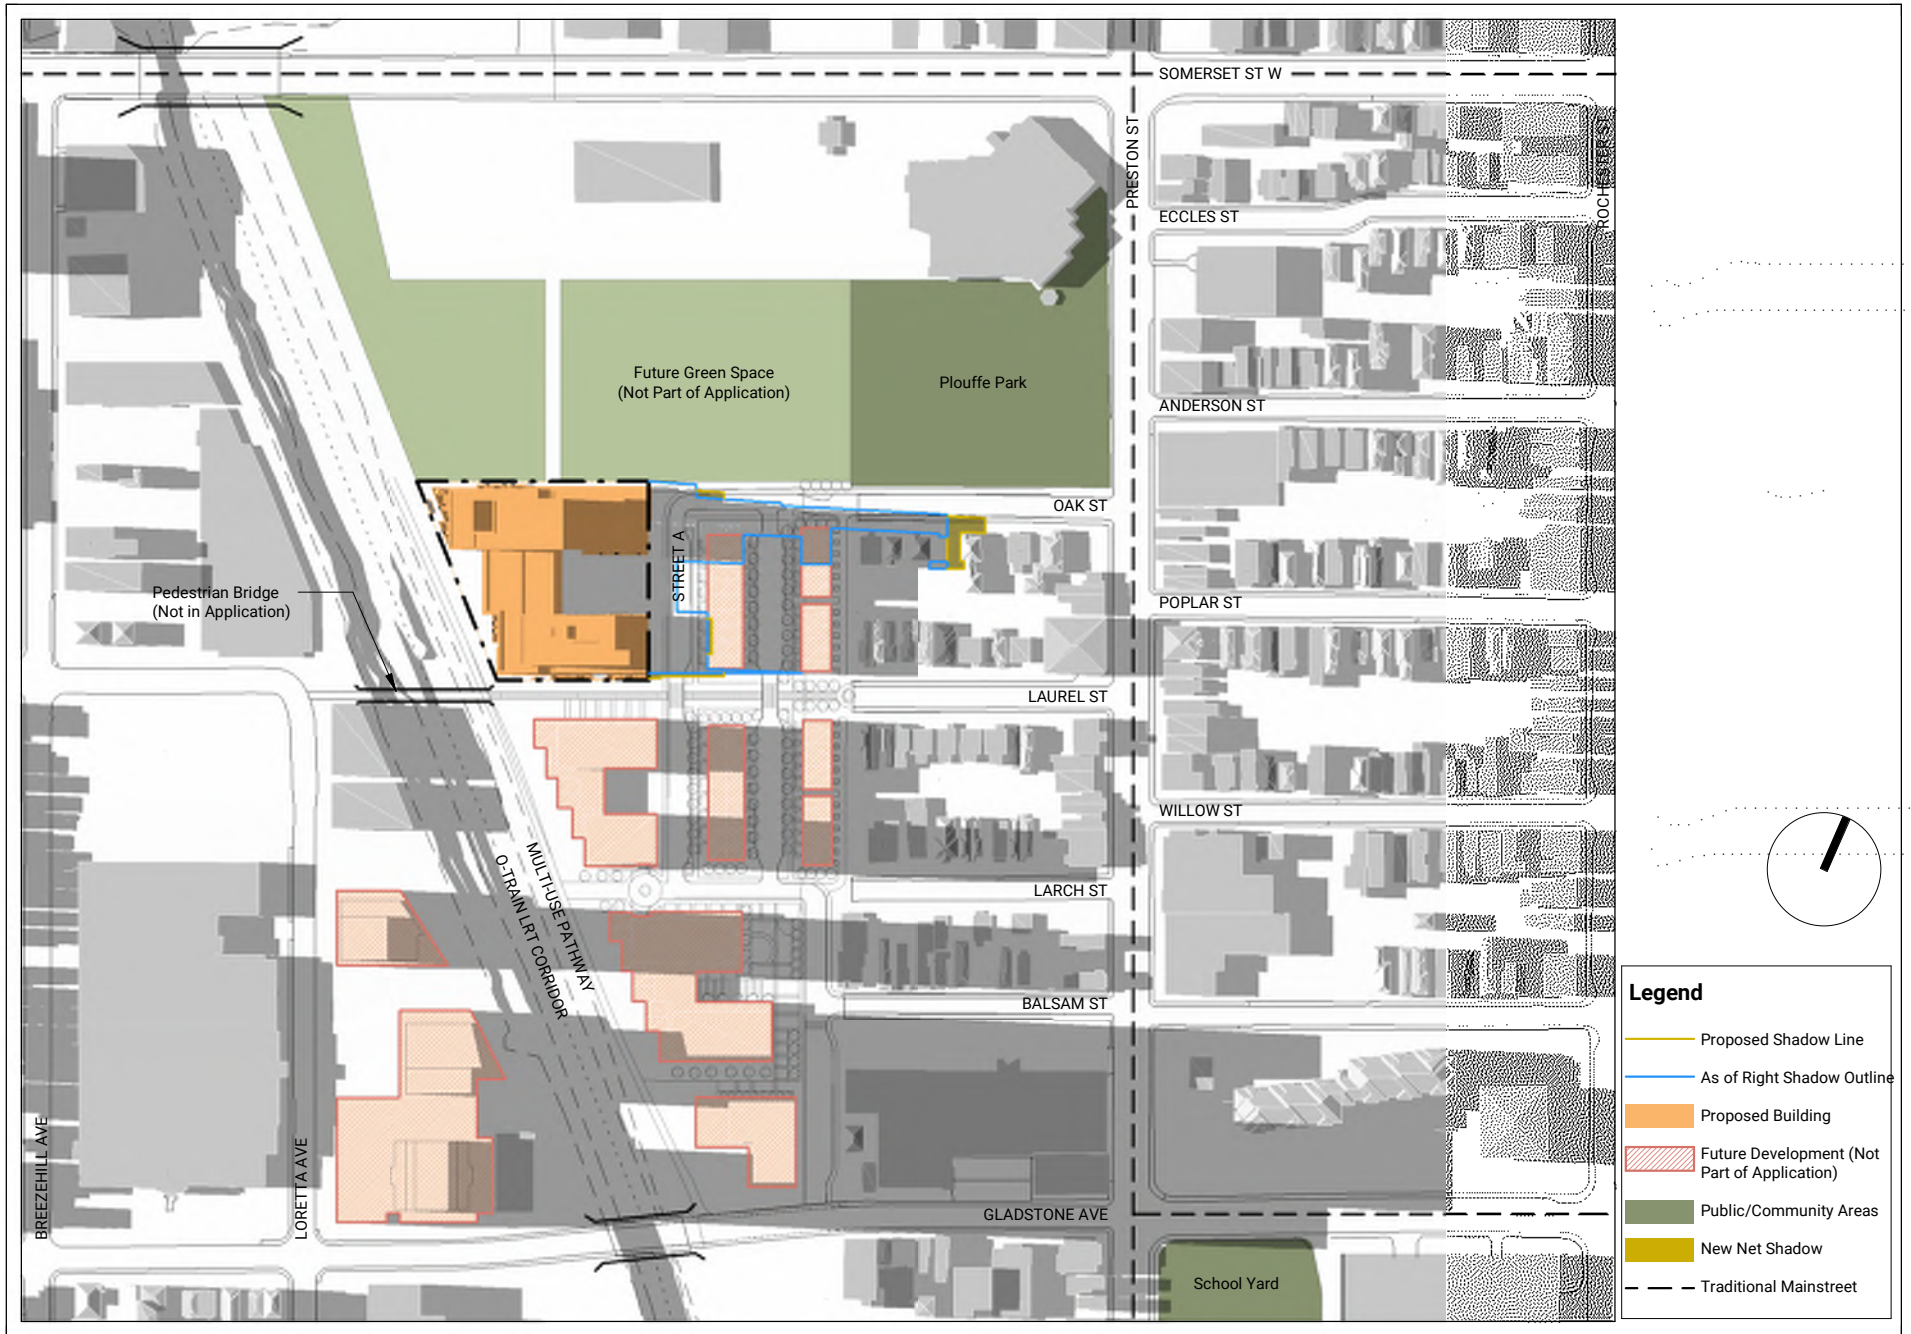 SOMERSET ST W
PRESTON ST
ROCHESTER ST
ECCLES ST
Future Green Space
(Not Part of Application)
Plouffe Park
ANDERSON ST
OAK ST
STREET A
Pedestrian Bridge
(Not in Application)
POPLAR ST
LAUREL ST
WILLOW ST
MULTI-USE PATHWAY
O-TRAIN LRT CORRIDOR
LARCH ST
BALSAM ST
BREEZEHILL AVE
LORETTA AVE
GLADSTONE AVE
School Yard
Legend
Proposed Shadow Line
As of Right Shadow Outline
Proposed Building
Future Development (Not
Part of Application)
Public/Community Areas
New Net Shadow
Traditional Mainstreet